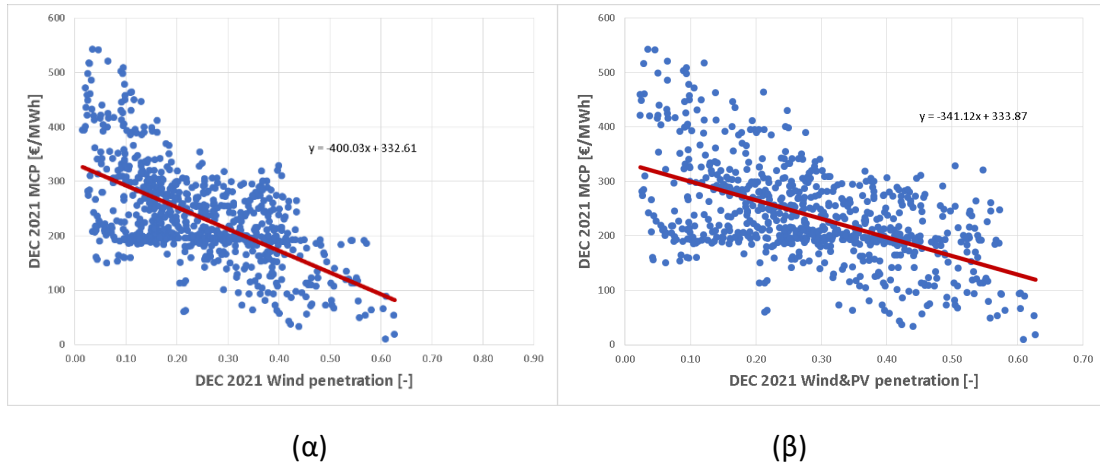 600
500
400
300
200
100
0
DEC 2021 MCP [€/MWh]
y = -400.03x + 332.61
0.00 0.10 0.20 0.30 0.40 0.50 0.60 0.70 0.80 0.90
DEC 2021 Wind penetration [-]
(α)
600
500
400
300
200
100
0
DEC 2021 MCP [€/MWh]
y = -341.12x + 333.87
0.00 0.10 0.20 0.30 0.40 0.50 0.60 0.70
DEC 2021 Wind&PV penetration [-]
(β)